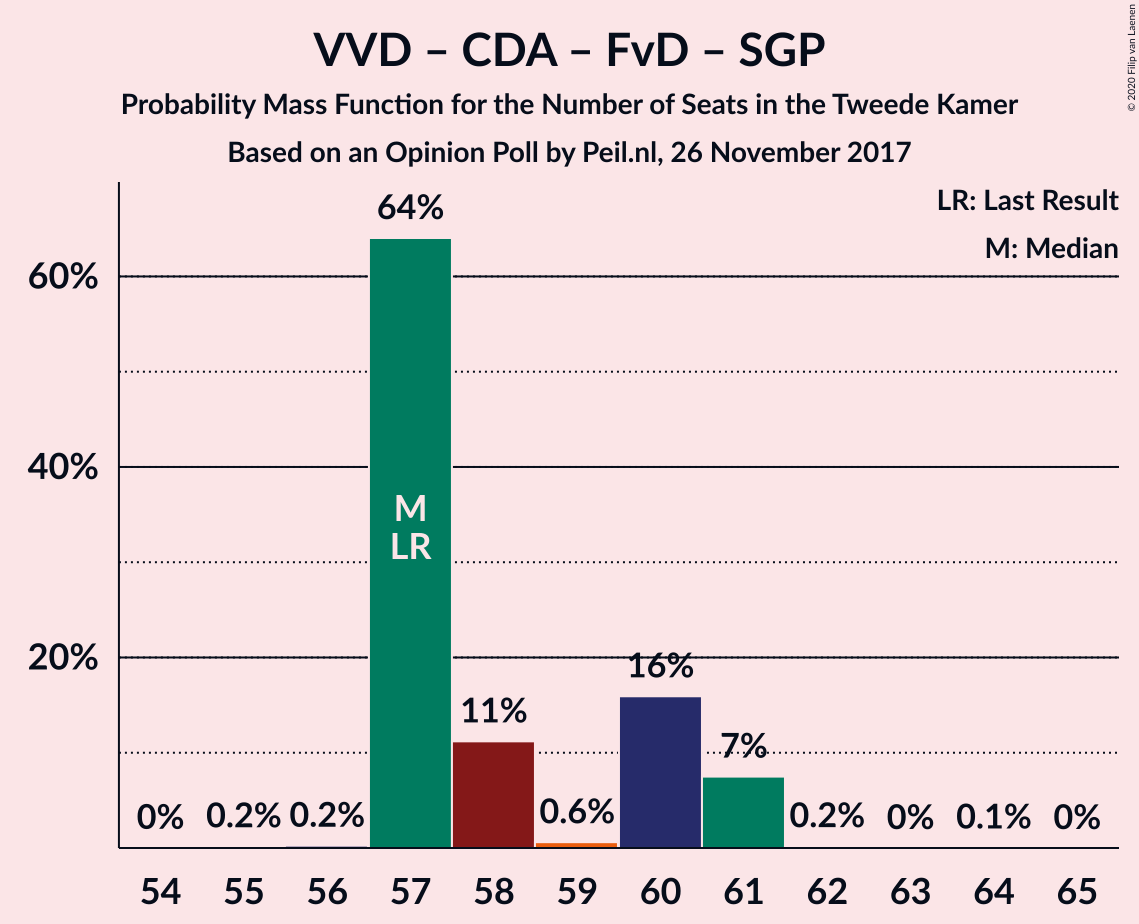 VVD – CDA – FvD – SGP
Probability Mass Function for the Number of Seats in the Tweede Kamer
Based on an Opinion Poll by Peil.nl, 26 November 2017
© 2020 Filip van Laenen
LR: Last Result
M: Median
60%
40%
20%
0%
0.2%
0.2%
64%
M
LR
11%
0.6%
16%
7%
0.2%
0%
0.1%
0%
54 55 56 57 58 59 60 61 62 63 64 65